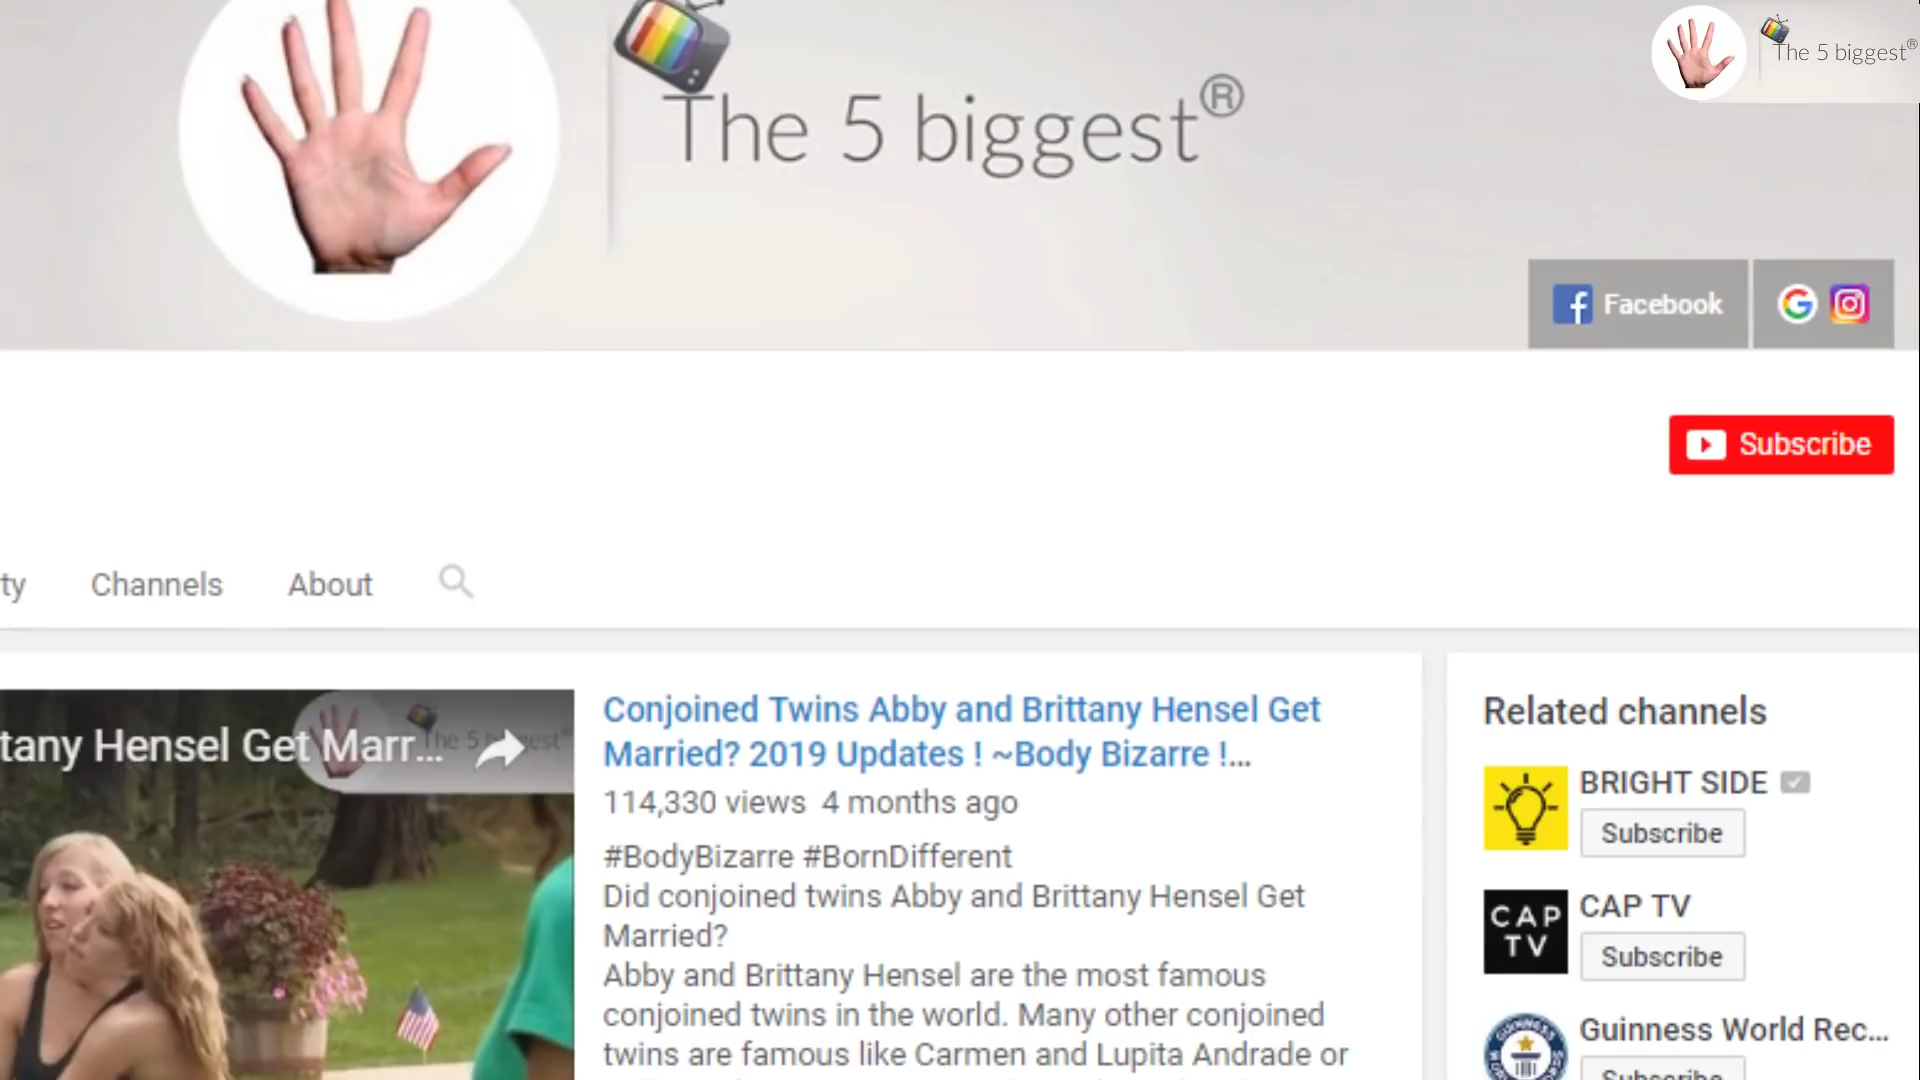 The 5 biggest®
The 5 biggest®
Facebook
Subscribe
ty
Channels
About
tany Hensel Get Marr...
The 5 biggest®
Conjoined Twins Abby and Brittany Hensel Get
Married? 2019 Updates ! ~Body Bizarre !...
114,330 views 4 months ago
#BodyBizarre #BornDifferent
Did conjoined twins Abby and Brittany Hensel Get
Married?
Abby and Brittany Hensel are the most famous
conjoined twins in the world. Many other conjoined
twins are famous like Carmen and Lupita Andrade or
Related channels
BRIGHT SIDE
Subscribe
CAP TV
CAP TV
Subscribe
Guinness World Rec...
Subscribe